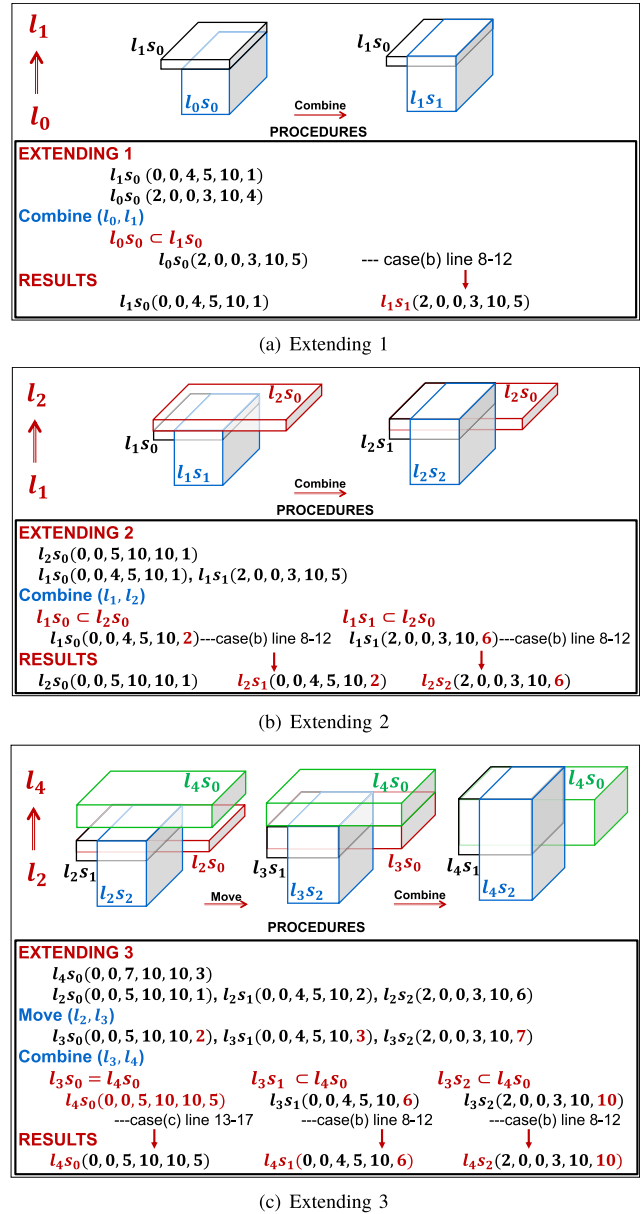 l₁
l₀
l₁s₀
l₀s₀
Combine
l₁s₀
l₁s₁
PROCEDURES
EXTENDING 1
l₁s₀ (0, 0, 4, 5, 10, 1)
l₀s₀ (2, 0, 0, 3, 10, 4)
Combine (l₀, l₁)
l₀s₀ ⊂ l₁s₀
l₀s₀(2, 0, 0, 3, 10, 5) --- case(b) line 8-12
RESULTS
l₁s₀(0, 0, 4, 5, 10, 1) l₁s₁(2, 0, 0, 3, 10, 5)
(a) Extending 1
l₂
l₁
l₂s₀
l₁s₀
l₁s₁
Combine
l₂s₀
l₂s₁
l₂s₂
PROCEDURES
EXTENDING 2
l₂s₀(0, 0, 5, 10, 10, 1)
l₁s₀(0, 0, 4, 5, 10, 1), l₁s₁(2, 0, 0, 3, 10, 5)
Combine (l₁, l₂)
l₁s₀ ⊂ l₂s₀ l₁s₁ ⊂ l₂s₀
l₁s₀(0, 0, 4, 5, 10, 2)---case(b) line 8-12 l₁s₁(2, 0, 0, 3, 10, 6)---case(b) line 8-12
RESULTS
l₂s₀(0, 0, 5, 10, 10, 1) l₂s₁(0, 0, 4, 5, 10, 2) l₂s₂(2, 0, 0, 3, 10, 6)
(b) Extending 2
l₄
l₂
l₄s₀
l₂s₁
l₂s₀
l₂s₂
Move
l₄s₀
l₃s₁
l₃s₀
l₃s₂
Combine
l₄s₀
l₄s₁
l₄s₂
PROCEDURES
EXTENDING 3
l₄s₀(0, 0, 7, 10, 10, 3)
l₂s₀(0, 0, 5, 10, 10, 1), l₂s₁(0, 0, 4, 5, 10, 2), l₂s₂(2, 0, 0, 3, 10, 6)
Move (l₂, l₃)
l₃s₀(0, 0, 5, 10, 10, 2), l₃s₁(0, 0, 4, 5, 10, 3), l₃s₂(2, 0, 0, 3, 10, 7)
Combine (l₃, l₄)
l₃s₀ = l₄s₀ l₃s₁ ⊂ l₄s₀ l₃s₂ ⊂ l₄s₀
l₄s₀(0, 0, 5, 10, 10, 5) l₃s₁(0, 0, 4, 5, 10, 6) l₃s₂(2, 0, 0, 3, 10, 10)
---case(c) line 13-17 ---case(b) line 8-12 ---case(b) line 8-12
RESULTS
l₄s₀(0, 0, 5, 10, 10, 5) l₄s₁(0, 0, 4, 5, 10, 6) l₄s₂(2, 0, 0, 3, 10, 10)
(c) Extending 3